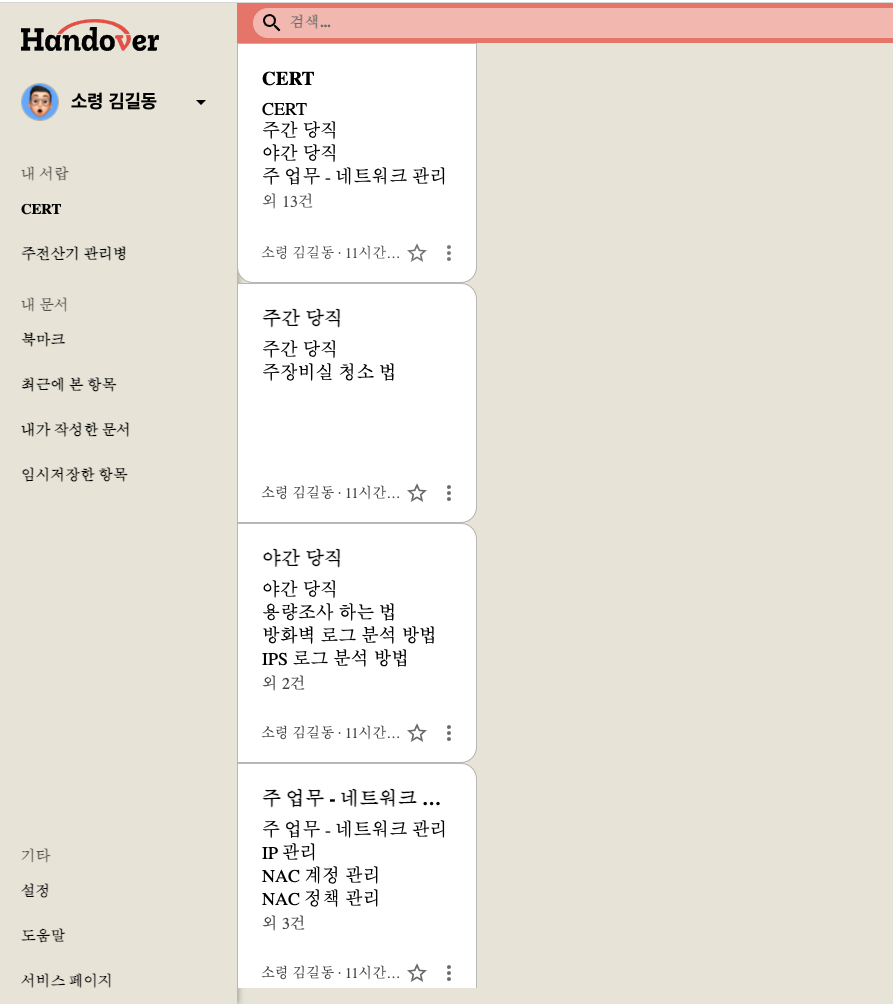 Handover
소령 김길동
내 서랍
CERT
주전산기 관리병
내 문서
북마크
최근에 본 항목
내가 작성한 문서
임시저장한 항목
기타
설정
도움말
서비스 페이지
검색...
CERT
CERT
주간 당직
야간 당직
주 업무 - 네트워크 관리
외 13건
소령 김길동 · 11시간...
주간 당직
주간 당직
주장비실 청소 법
소령 김길동 · 11시간...
야간 당직
야간 당직
용량조사 하는 법
방화벽 로그 분석 방법
IPS 로그 분석 방법
외 2건
소령 김길동 · 11시간...
주 업무 - 네트워크 ...
주 업무 - 네트워크 관리
IP 관리
NAC 계정 관리
NAC 정책 관리
외 3건
소령 김길동 · 11시간...